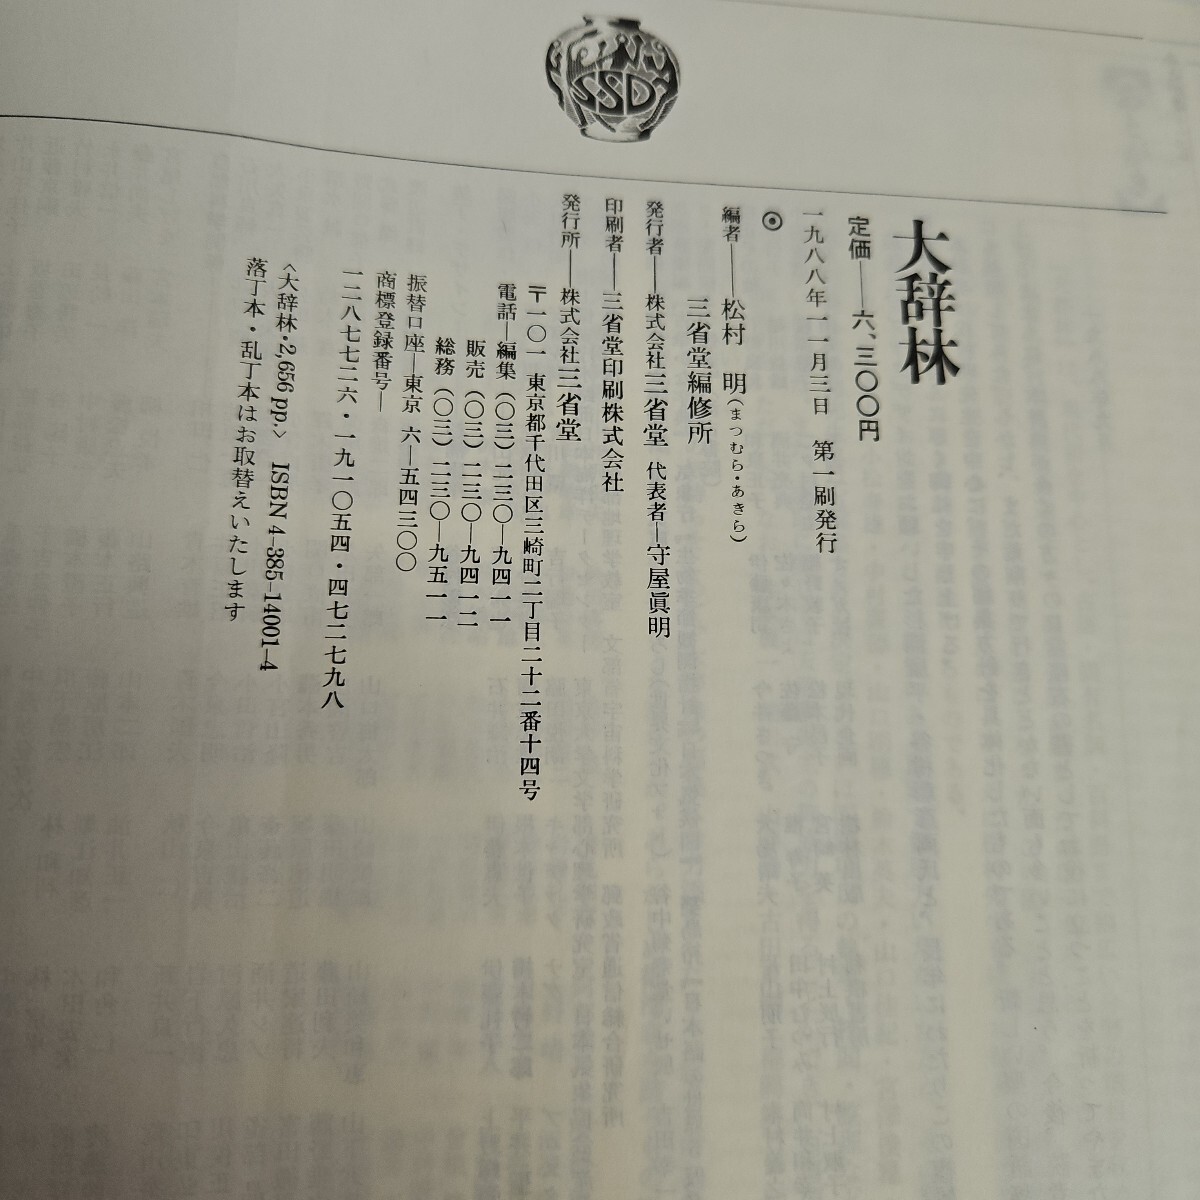 SSD
大辞林
定価――六、三〇〇円
一九八八年一一月三日　第一刷発行
編者――松村　明(まつむら・あきら)
三省堂編修所
発行者―株式会社三省堂　代表者―守屋眞明
印刷者―三省堂印刷株式会社
発行所―株式会社三省堂
〒一〇一　東京都千代田区三崎町二丁目二十二番十四号
電話―編集(〇三)二三〇―九四一一
販売(〇三)二三〇―九四一二
総務(〇三)二三〇―九五一一
振替口座―東京　六―五四三〇〇
商標登録番号―
一二八七七二六・一九一〇五四・四七二七九八
〈大辞林・2,656 pp.〉　ISBN 4-385-14001-4
落丁本・乱丁本はお取替えいたします